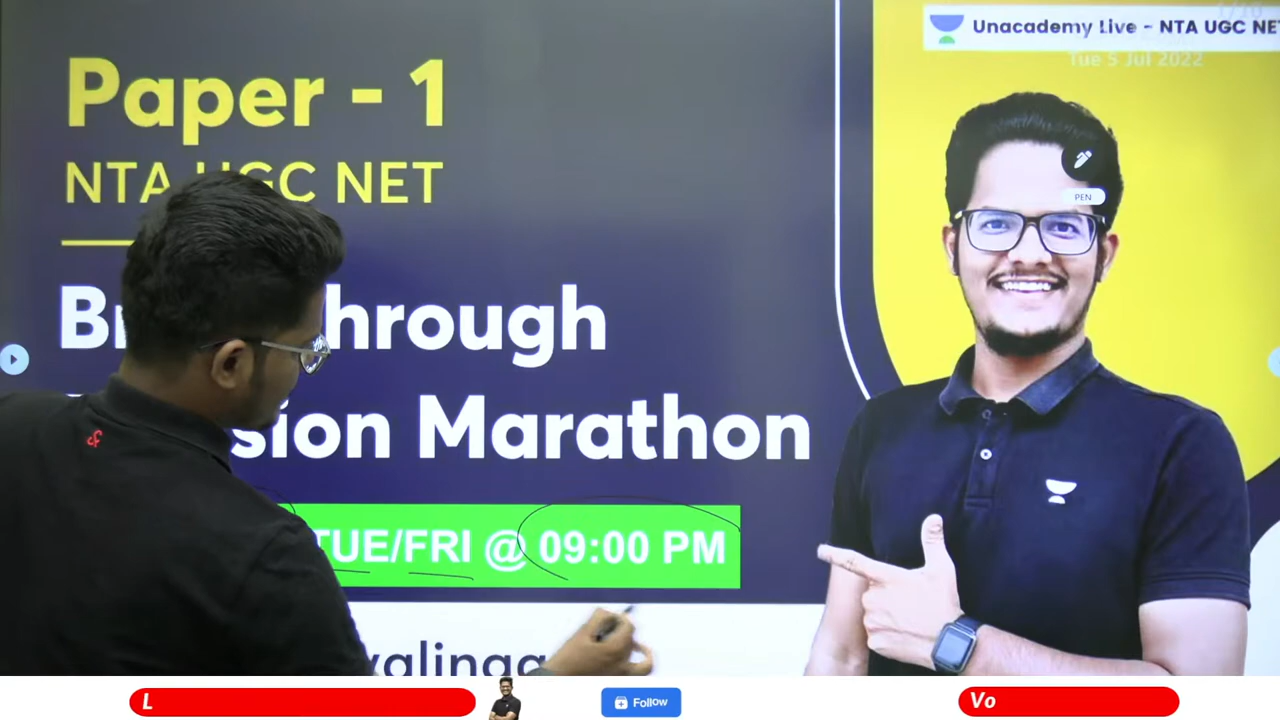 Unacademy Live - NTA UGC NET
Tue 5 Jul 2022
Paper - 1
NTA UGC NET
PEN
hrough
sion Marathon
TUE/FRI @ 09:00 PM
L
Follow
Vo